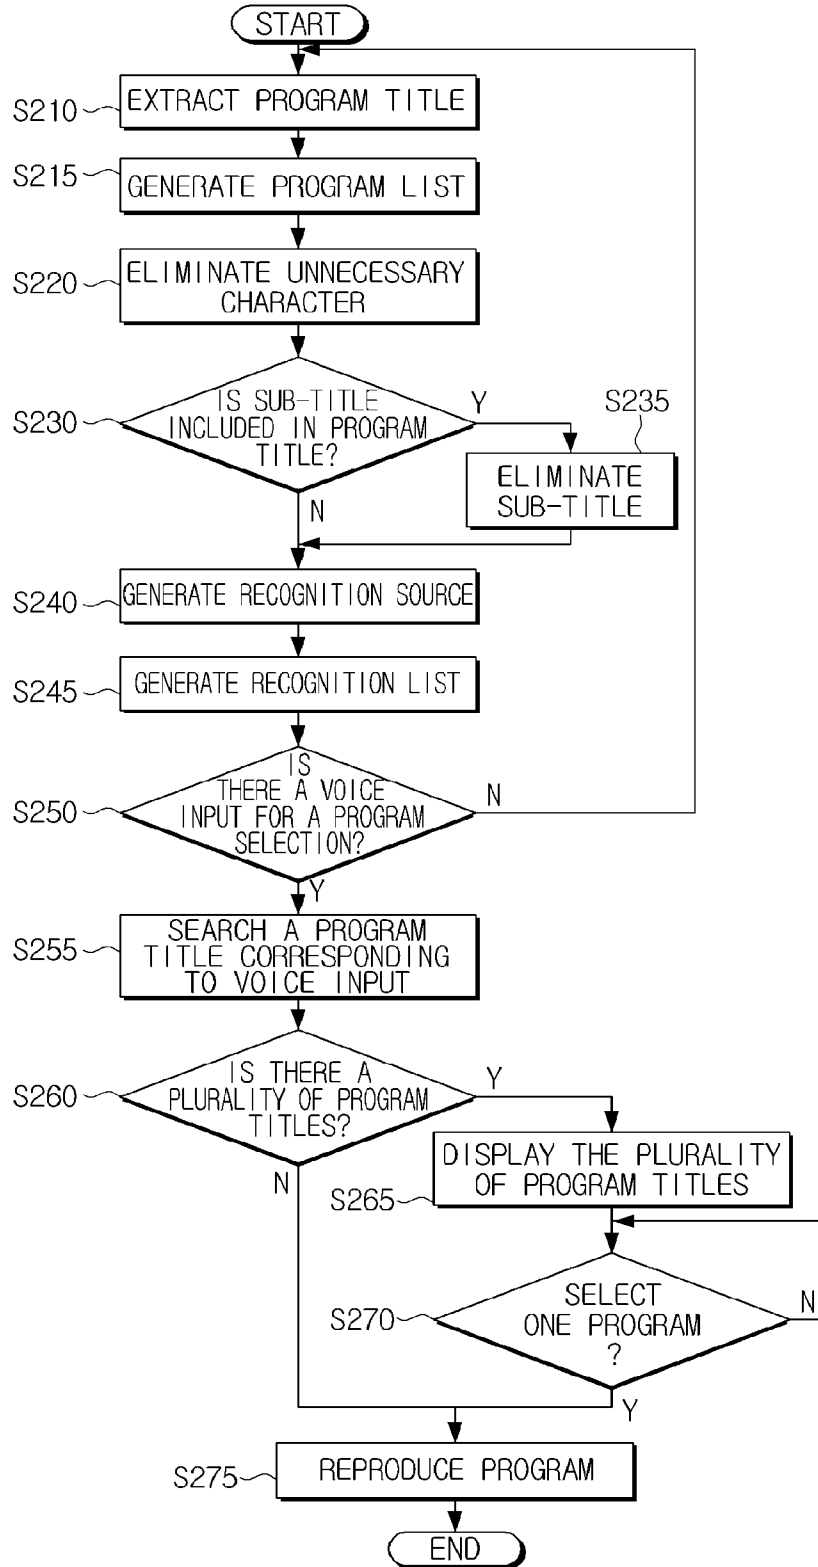 START
S210
EXTRACT PROGRAM TITLE
S215
GENERATE PROGRAM LIST
S220
ELIMINATE UNNECESSARY
CHARACTER
S230
IS SUB-TITLE
INCLUDED IN PROGRAM
TITLE?
Y
N
S235
ELIMINATE
SUB-TITLE
S240
GENERATE RECOGNITION SOURCE
S245
GENERATE RECOGNITION LIST
S250
IS
THERE A VOICE
INPUT FOR A PROGRAM
SELECTION?
N
Y
S255
SEARCH A PROGRAM
TITLE CORRESPONDING
TO VOICE INPUT
S260
IS THERE A
PLURALITY OF PROGRAM
TITLES?
Y
N
DISPLAY THE PLURALITY
OF PROGRAM TITLES
S265
S270
SELECT
ONE PROGRAM
?
N
Y
S275
REPRODUCE PROGRAM
END